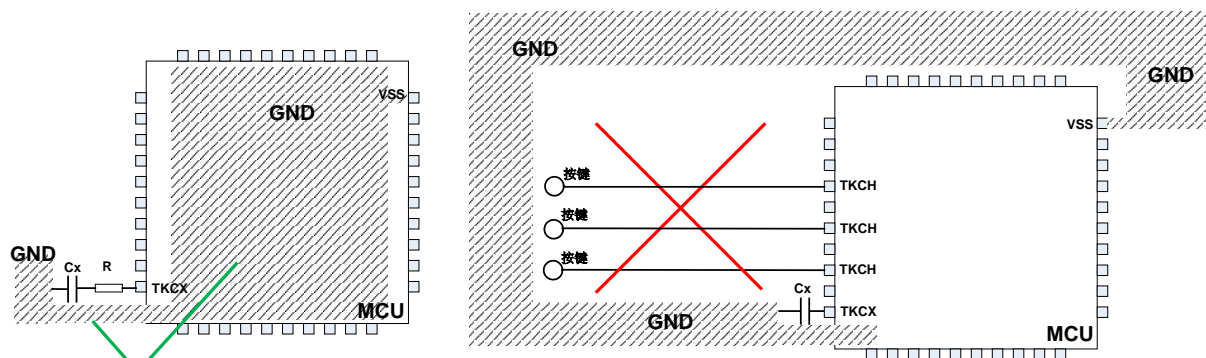 VSS
GND
GND
Cx
R
TKCX
MCU
GND
GND
VSS
按键
TKCH
按键
TKCH
按键
TKCH
Cx
TKCX
GND
MCU